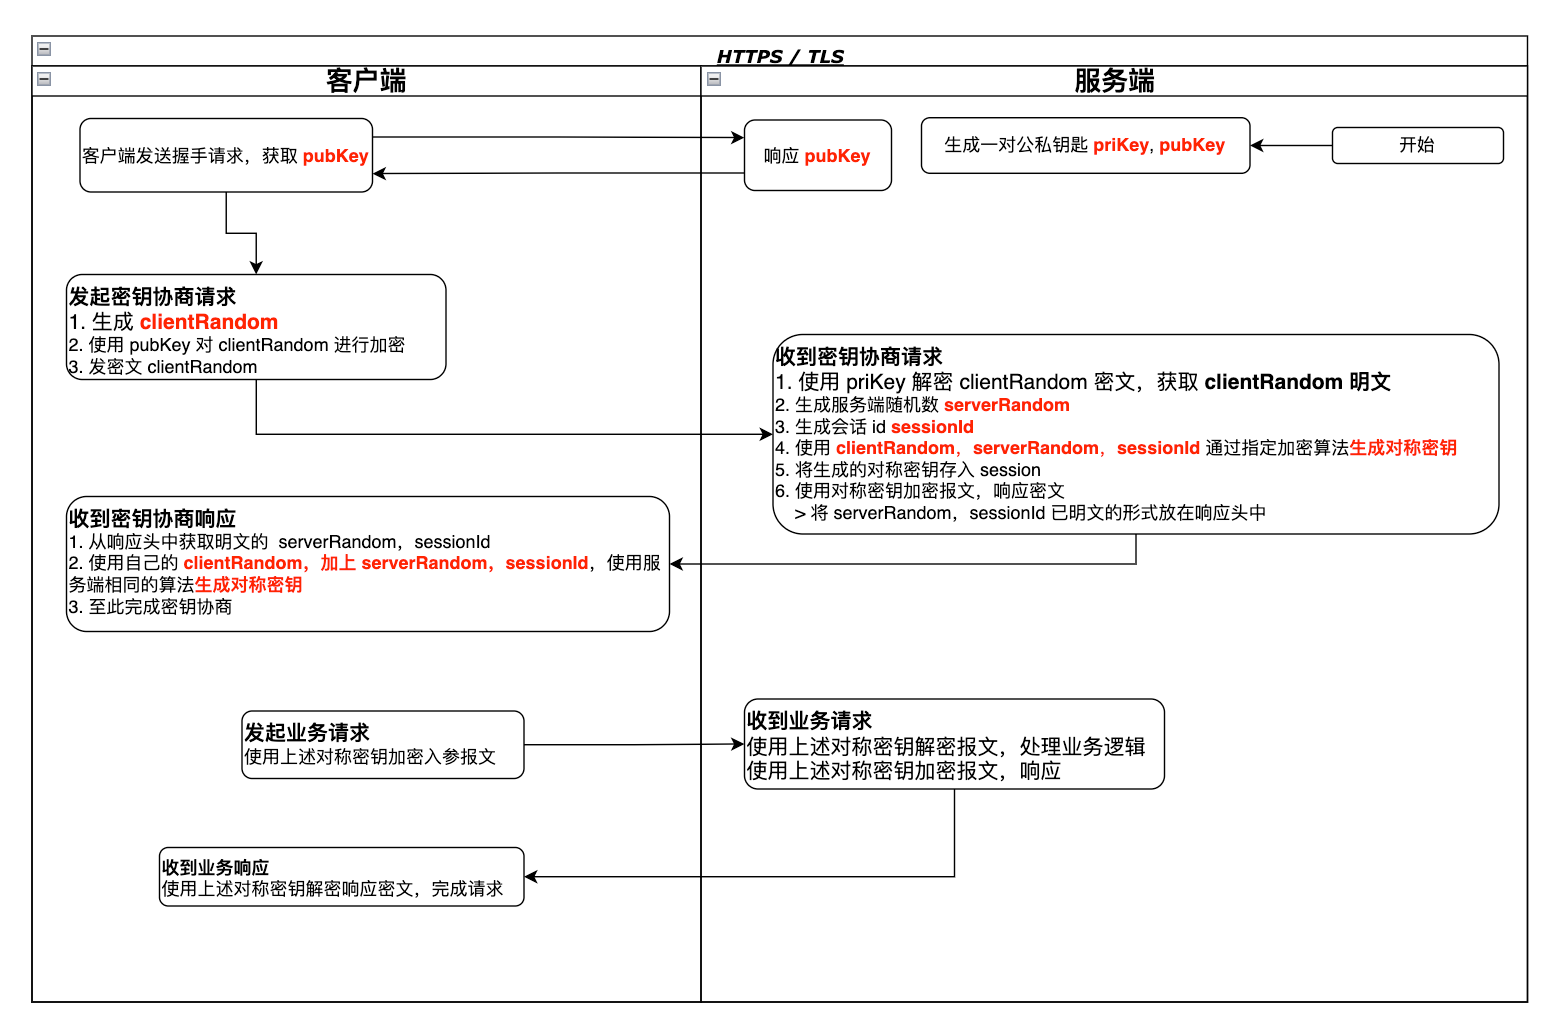 HTTPS / TLS
客户端
服务端
客户端发送握手请求，获取 pubKey
响应 pubKey
生成一对公私钥匙 priKey, pubKey
开始
发起密钥协商请求
1. 生成 clientRandom
2. 使用 pubKey 对 clientRandom 进行加密
3. 发密文 clientRandom
收到密钥协商请求
1. 使用 priKey 解密 clientRandom 密文，获取 clientRandom 明文
2. 生成服务端随机数 serverRandom
3. 生成会话 id sessionId
4. 使用 clientRandom，serverRandom，sessionId 通过指定加密算法生成对称密钥
5. 将生成的对称密钥存入 session
6. 使用对称密钥加密报文，响应密文
> 将 serverRandom，sessionId 已明文的形式放在响应头中
收到密钥协商响应
1. 从响应头中获取明文的 serverRandom，sessionId
2. 使用自己的 clientRandom，加上 serverRandom，sessionId，使用服
务端相同的算法生成对称密钥
3. 至此完成密钥协商
发起业务请求
使用上述对称密钥加密入参报文
收到业务请求
使用上述对称密钥解密报文，处理业务逻辑
使用上述对称密钥加密报文，响应
收到业务响应
使用上述对称密钥解密响应密文，完成请求